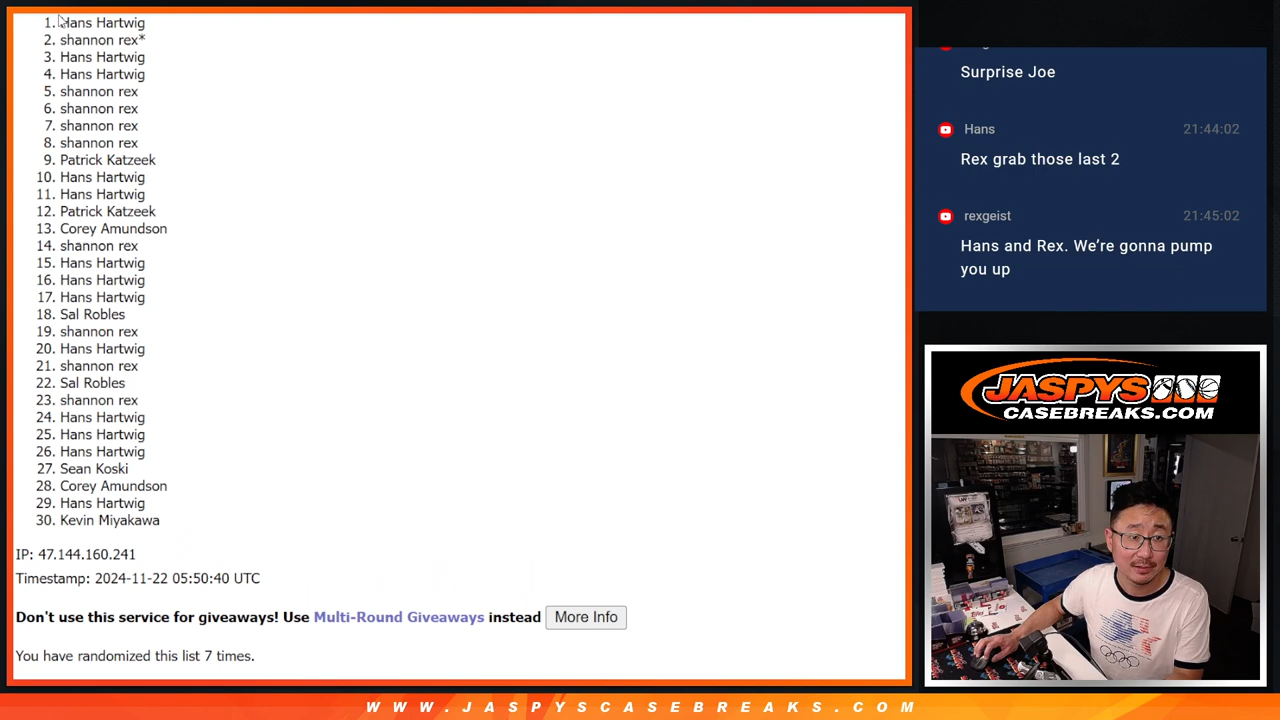 1. Hans Hartwig
2. shannon rex*
3. Hans Hartwig
4. Hans Hartwig
5. shannon rex
6. shannon rex
7. shannon rex
8. shannon rex
9. Patrick Katzeek
10. Hans Hartwig
11. Hans Hartwig
12. Patrick Katzeek
13. Corey Amundson
14. shannon rex
15. Hans Hartwig
16. Hans Hartwig
17. Hans Hartwig
18. Sal Robles
19. shannon rex
20. Hans Hartwig
21. shannon rex
22. Sal Robles
23. shannon rex
24. Hans Hartwig
25. Hans Hartwig
26. Hans Hartwig
27. Sean Koski
28. Corey Amundson
29. Hans Hartwig
30. Kevin Miyakawa
IP: 47.144.160.241
Timestamp: 2024-11-22 05:50:40 UTC
Don't use this service for giveaways! Use Multi-Round Giveaways instead More Info
You have randomized this list 7 times.
Surprise Joe
Hans 21:44:02
Rex grab those last 2
rexgeist 21:45:02
Hans and Rex. We're gonna pump
you up
JASPYS
CASEBREAKS.COM
WWW.JASPYSCASEBREAKS.COM